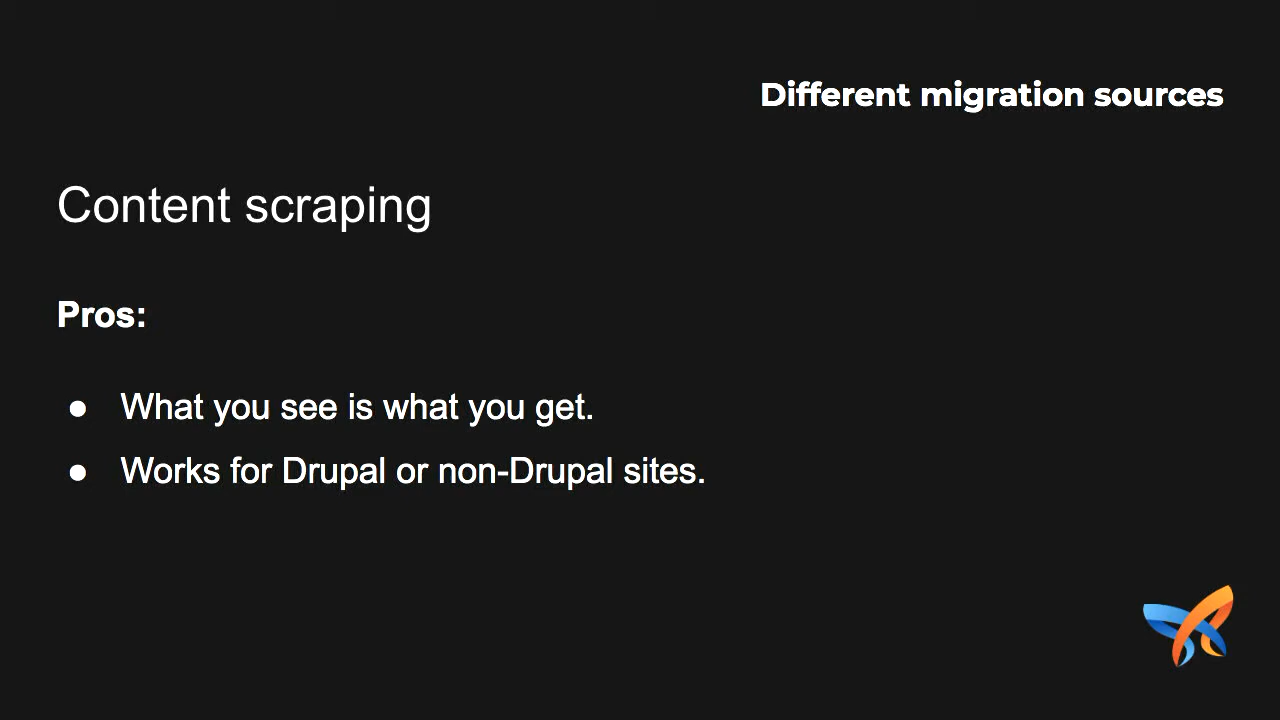 Different migration sources
Content scraping
Pros:
● What you see is what you get.
● Works for Drupal or non-Drupal sites.